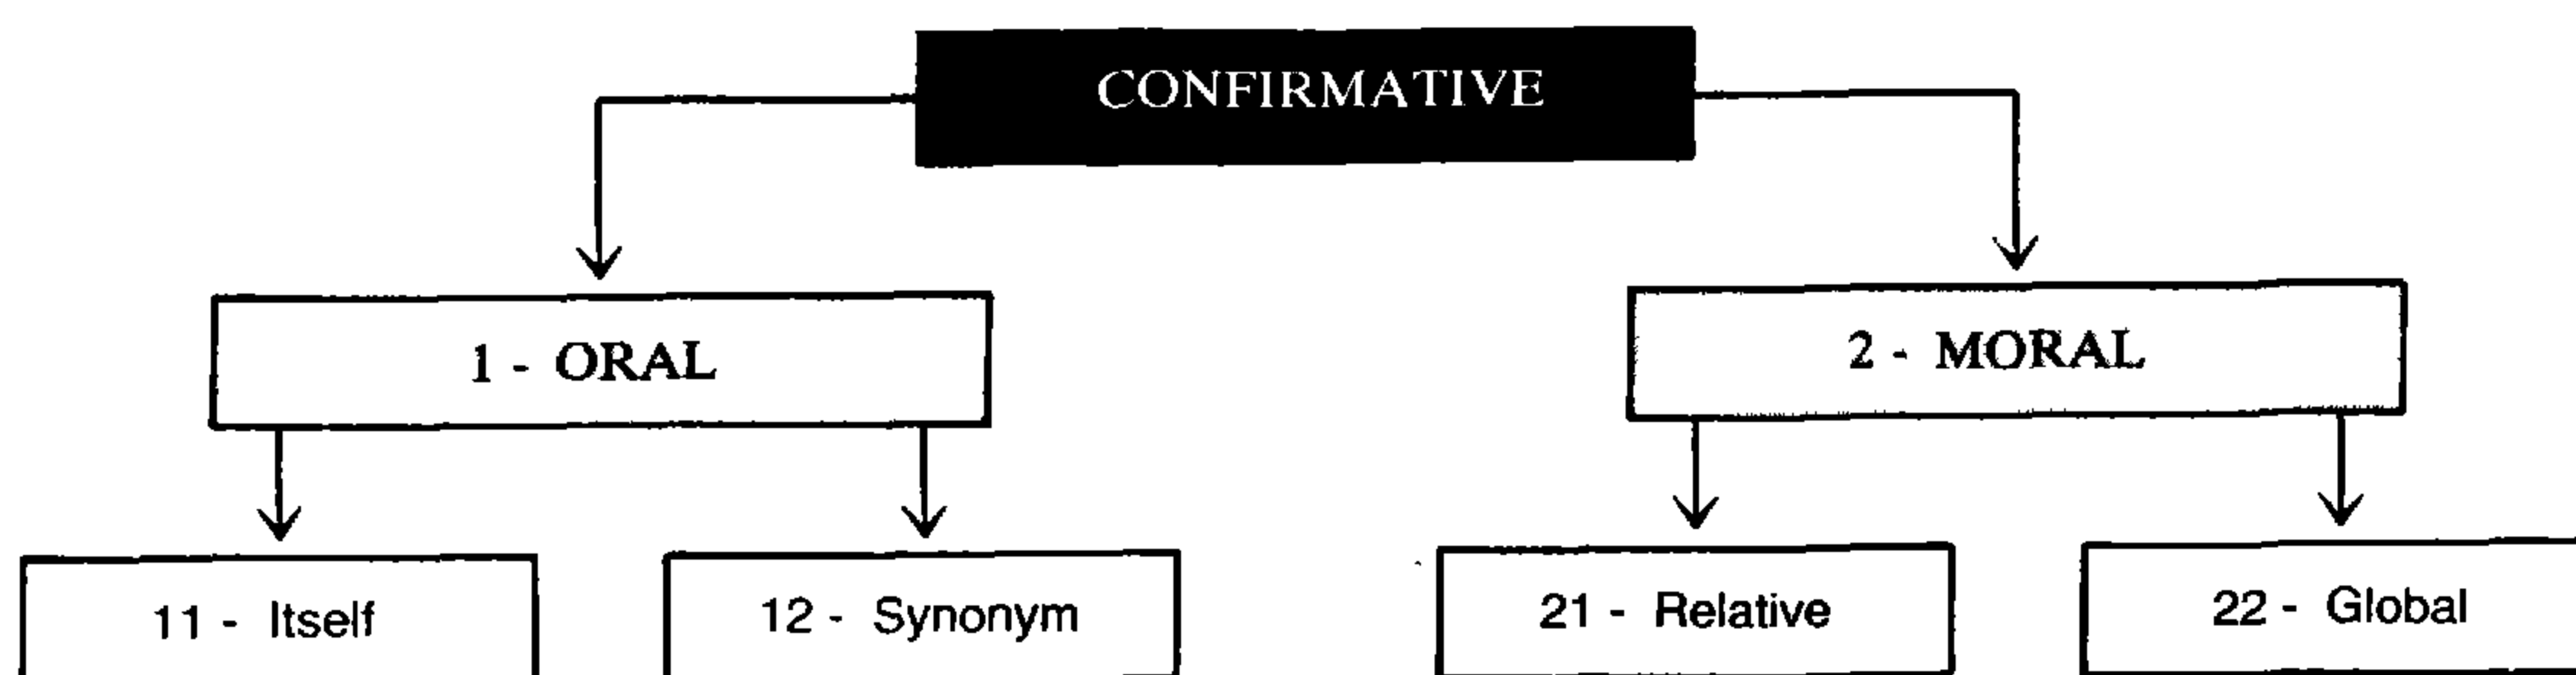 CONFIRMATIVE
1 - ORAL
2 - MORAL
11 - Itself
12 - Synonym
21 - Relative
22 - Global